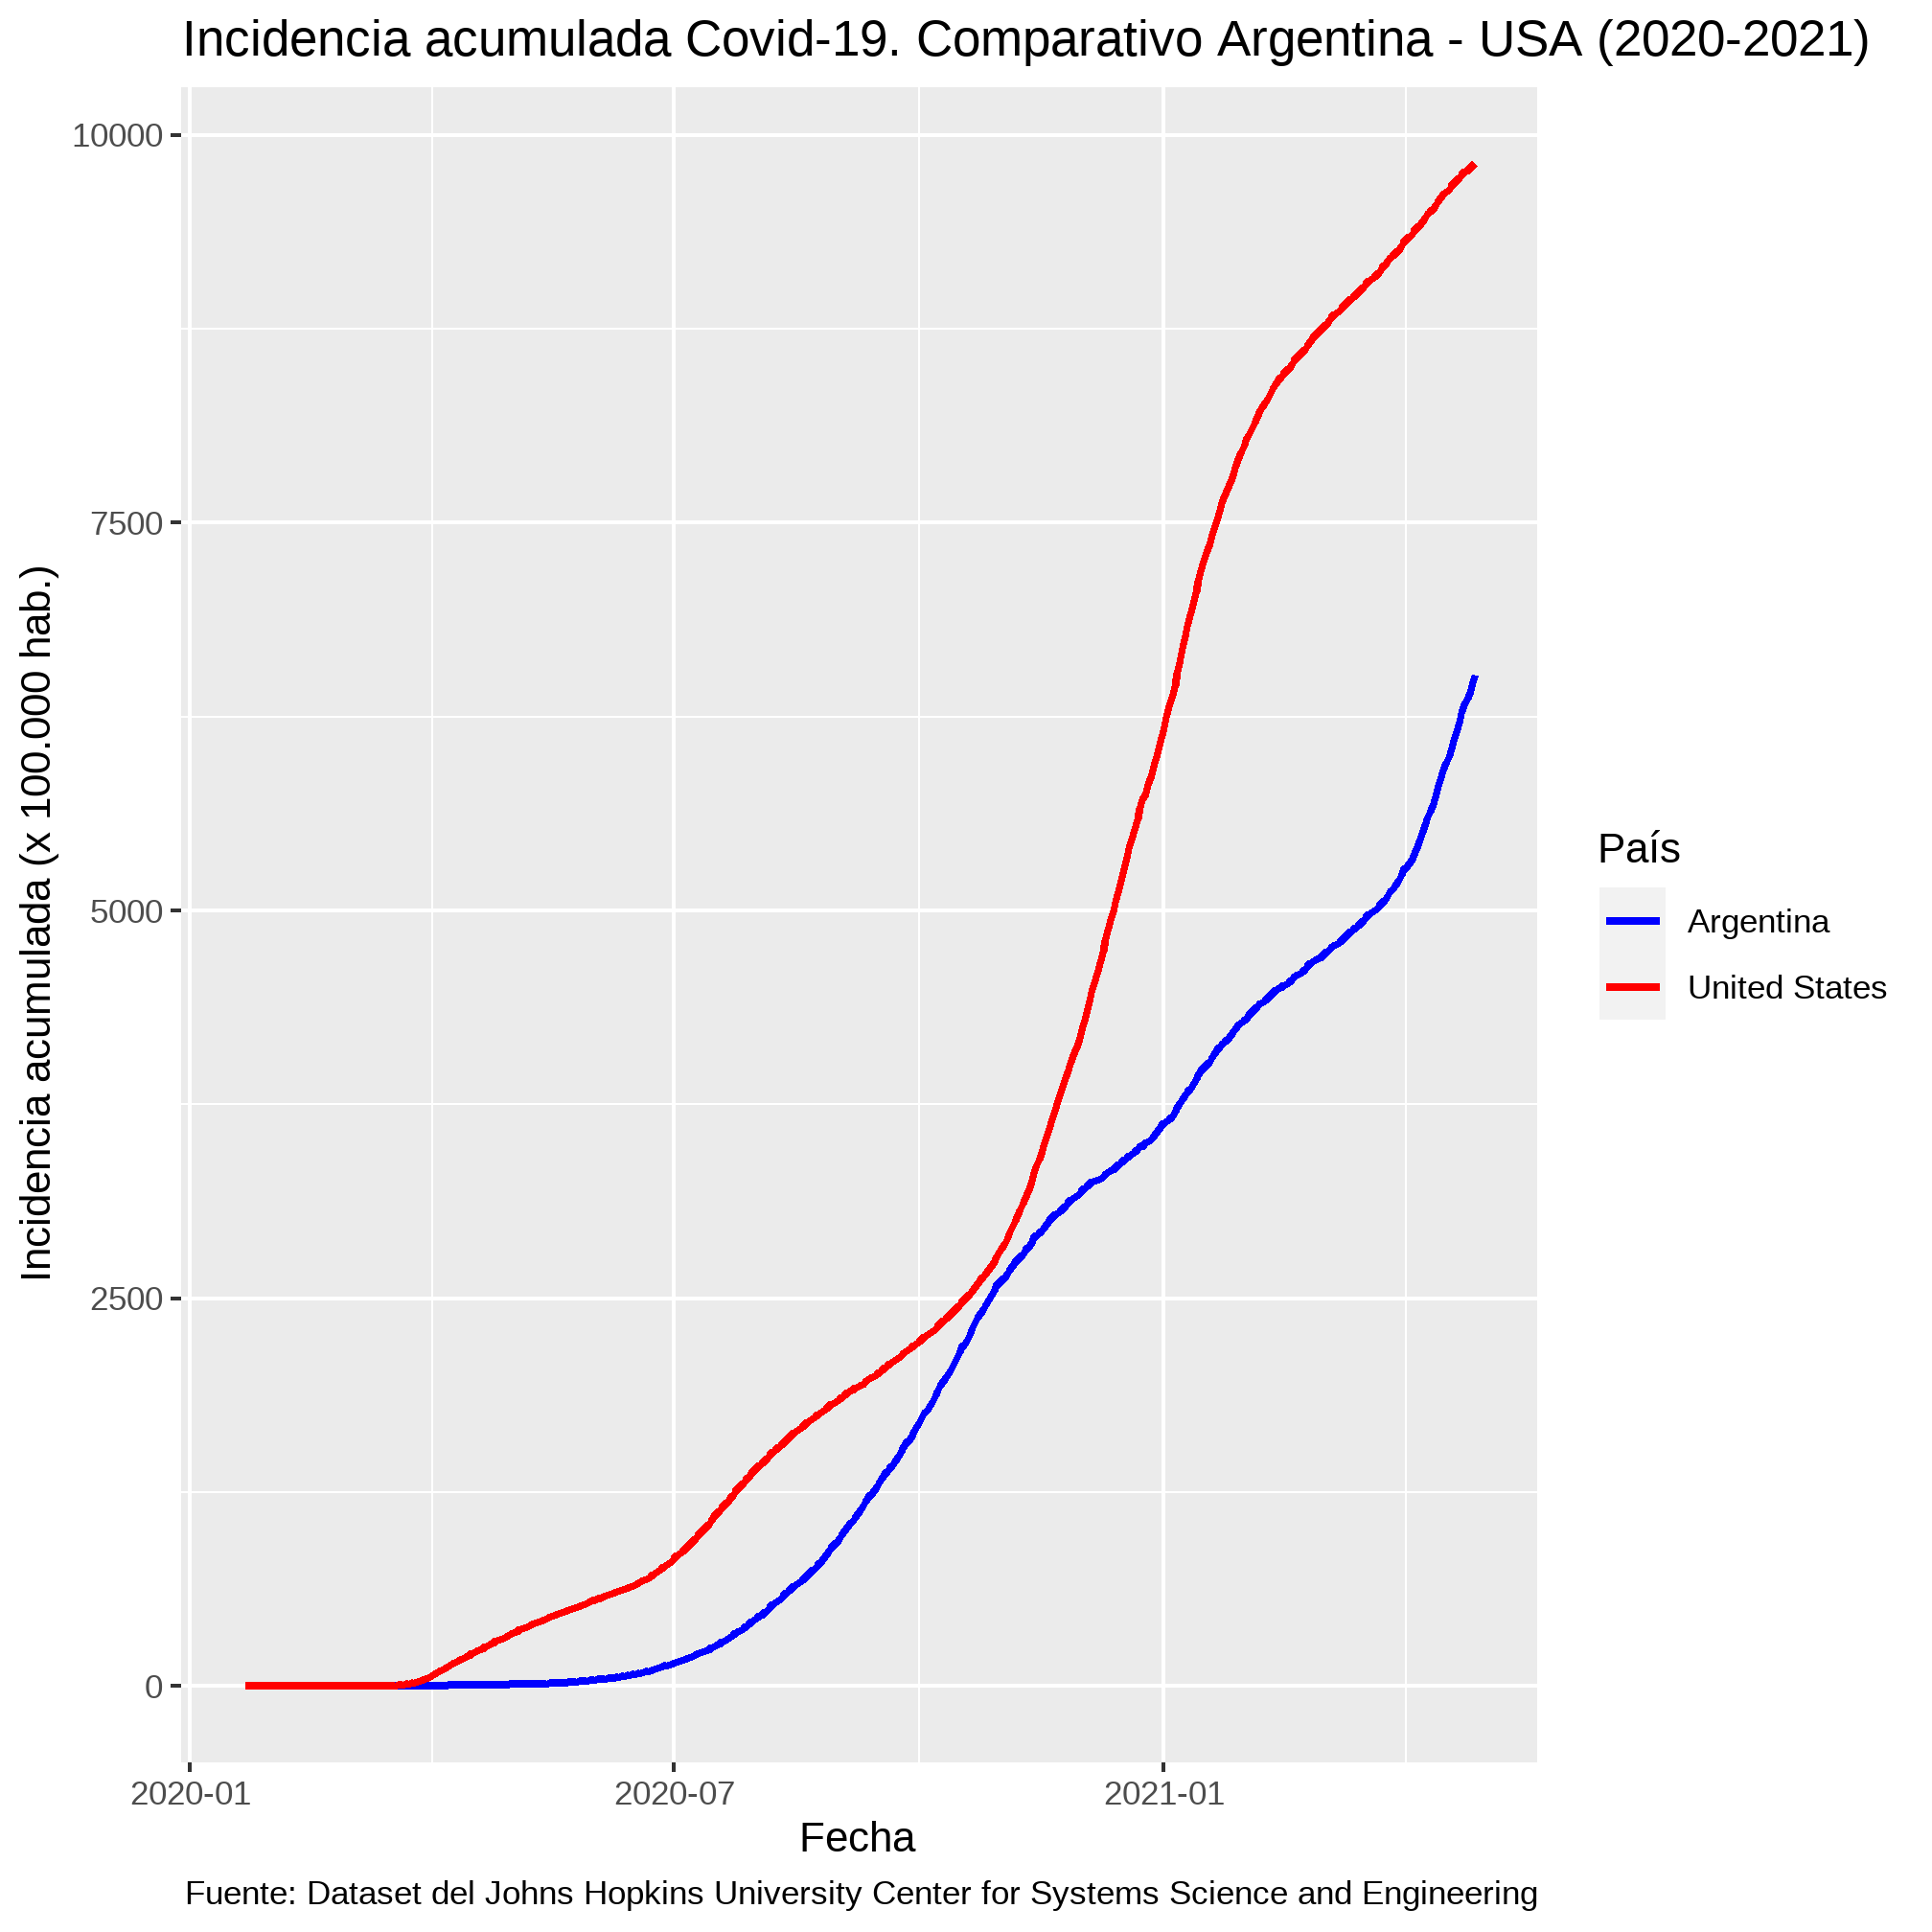 Incidencia acumulada Covid-19. Comparativo Argentina - USA (2020-2021)
Incidencia acumulada (x 100.000 hab.)
10000
7500
5000
2500
0
2020-01
2020-07
2021-01
Fecha
País
Argentina
United States
Fuente: Dataset del Johns Hopkins University Center for Systems Science and Engineering